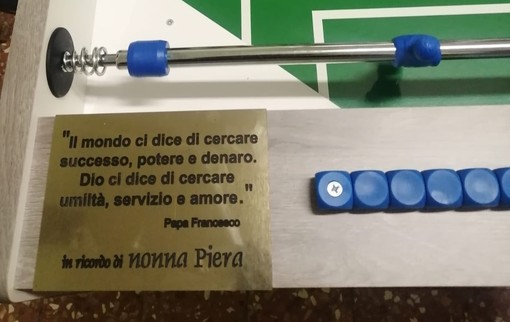 "Il mondo ci dice di cercare
successo, potere e denaro.
Dio ci dice di cercare
umiltà, servizio e amore."
Papa Francesco
in ricordo di nonna Piera